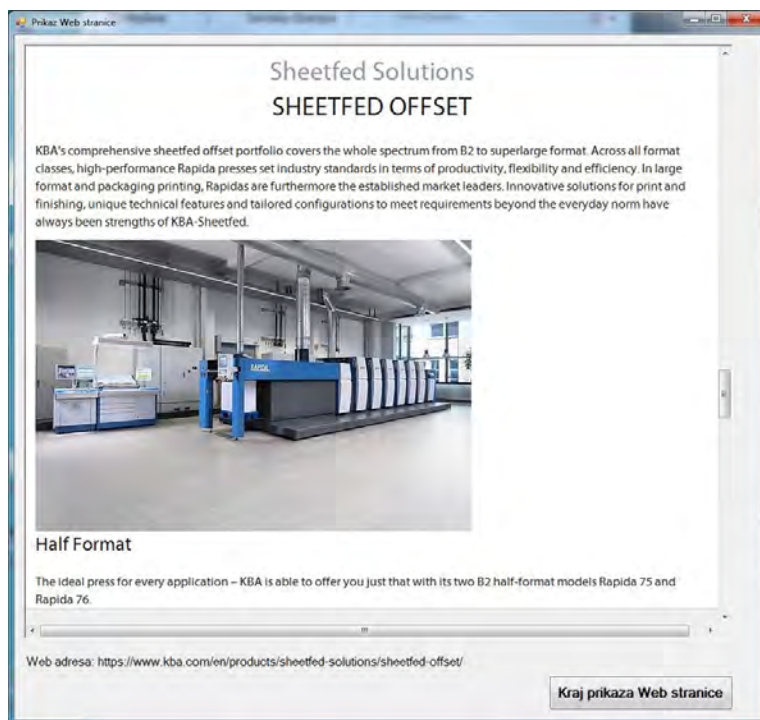 Prikaz Web stranice
Sheetfed Solutions
SHEETFED OFFSET
KBA's comprehensive sheetfed offset portfolio covers the whole spectrum from B2 to superlarge format. Across all format
classes, high-performance Rapida presses set industry standards in terms of productivity, flexibility and efficiency. In large
format and packaging printing, Rapidas are furthermore the established market leaders. Innovative solutions for print and
finishing, unique technical features and tailored configurations to meet requirements beyond the everyday norm have
always been strengths of KBA-Sheetfed.
RAPIDA
Half Format
The ideal press for every application – KBA is able to offer you just that with its two B2 half-format models Rapida 75 and
Rapida 76.
Web adresa: https://www.kba.com/en/products/sheetfed-solutions/sheetfed-offset/
Kraj prikaza Web stranice